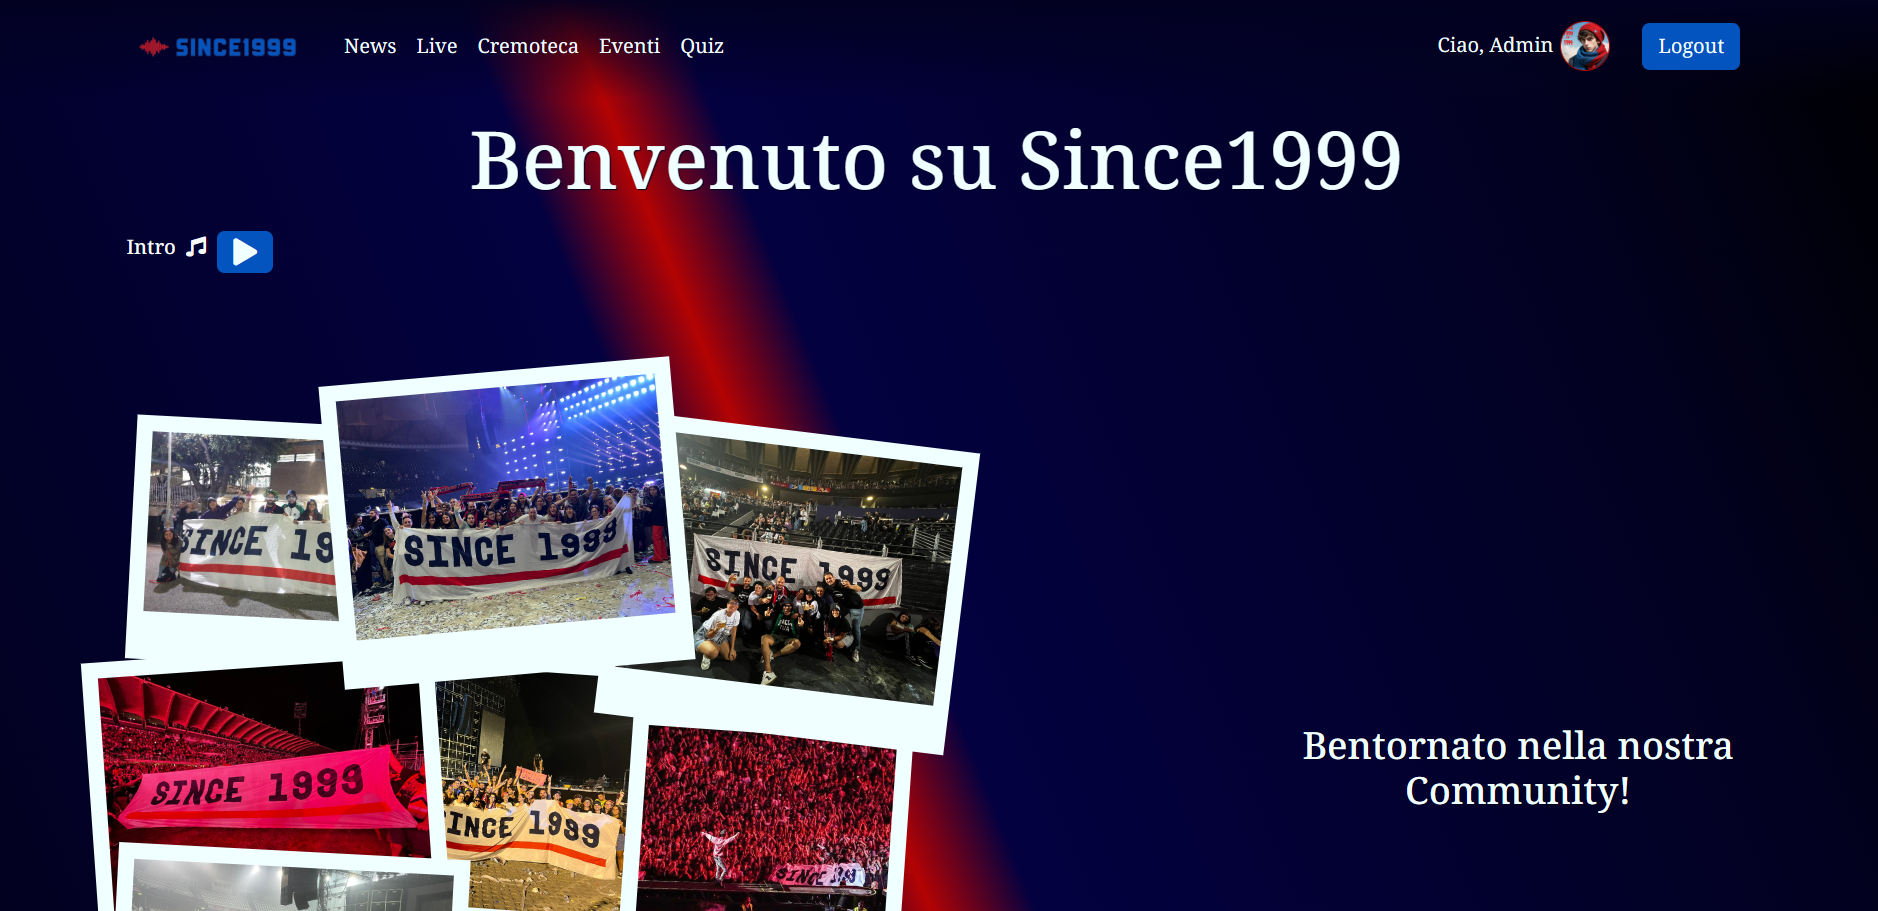 SINCE1999
News Live Cremoteca Eventi Quiz
Ciao, Admin
Logout
Benvenuto su Since1999
Intro
SINCE 19
SINCE 1999
SINCE 1999
SINCE 1999
INCE 1999
SINCE
Bentornato nella nostra
Community!